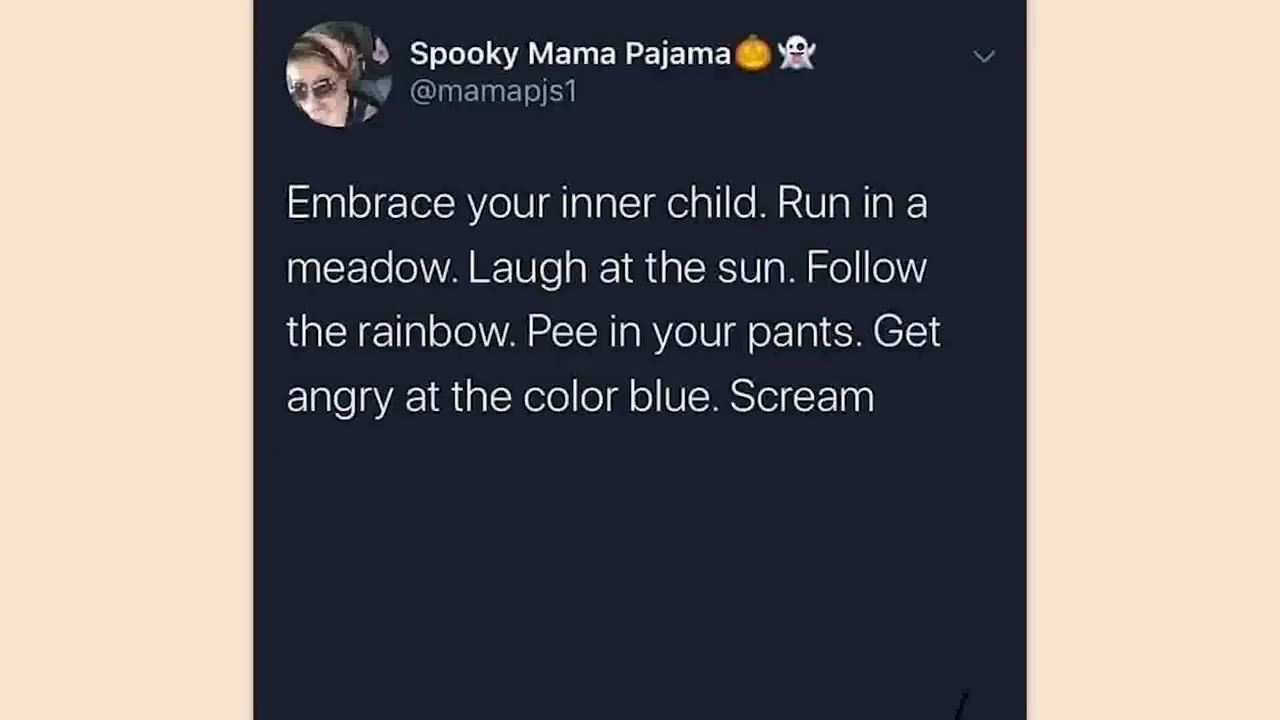 Spooky Mama Pajama🎃👻
@mamapjs1
Embrace your inner child. Run in a
meadow. Laugh at the sun. Follow
the rainbow. Pee in your pants. Get
angry at the color blue. Scream